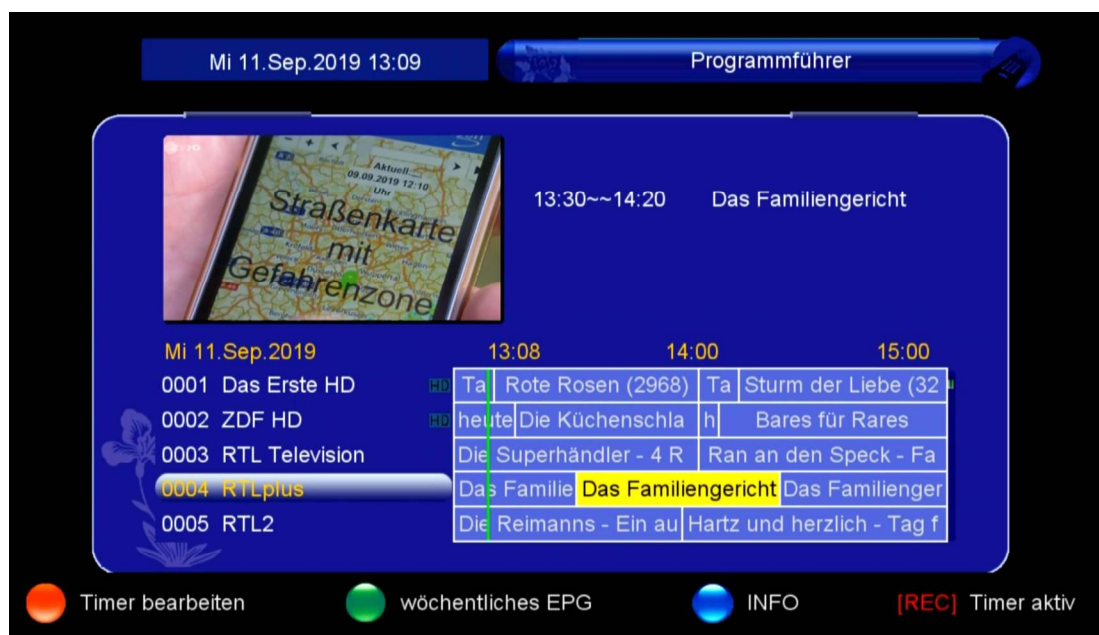 Mi 11.Sep.2019 13:09
Programmführer
Aktuell:
09.09.2019 12:10
Uhr
Straßenkarte
mit
Gefahrenzone
13:30~~14:20 Das Familiengericht
Mi 11.Sep.2019 13:08 14:00 15:00
0001 Das Erste HD HD Ta Rote Rosen (2968) Ta Sturm der Liebe (32
0002 ZDF HD HD heute Die Küchenschla h Bares für Rares
0003 RTL Television Die Superhändler - 4 R Ran an den Speck - Fa
0004 RTLplus Das Familie Das Familiengericht Das Familienger
0005 RTL2 Die Reimanns - Ein au Hartz und herzlich - Tag f
Timer bearbeiten wöchentliches EPG INFO [REC] Timer aktiv